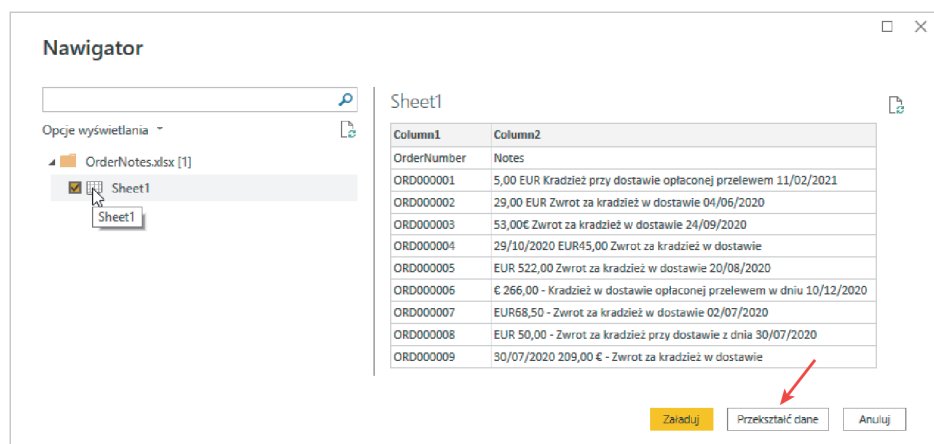 Nawigator
Opcje wyświetlania
OrderNotes.xlsx [1]
Sheet1
Sheet1
Sheet1
Column1 Column2
OrderNumber Notes
ORD000001 5,00 EUR Kradzież przy dostawie opłaconej przelewem 11/02/2021
ORD000002 29,00 EUR Zwrot za kradzież w dostawie 04/06/2020
ORD000003 53,00€ Zwrot za kradzież w dostawie 24/09/2020
ORD000004 29/10/2020 EUR45,00 Zwrot za kradzież w dostawie
ORD000005 EUR 522,00 Zwrot za kradzież w dostawie 20/08/2020
ORD000006 € 266,00 - Kradzież w dostawie opłaconej przelewem w dniu 10/12/2020
ORD000007 EUR68,50 - Zwrot za kradzież w dostawie 02/07/2020
ORD000008 EUR 50,00 - Zwrot za kradzież przy dostawie z dnia 30/07/2020
ORD000009 30/07/2020 209,00 € - Zwrot za kradzież w dostawie
Załaduj Przekształć dane Anuluj